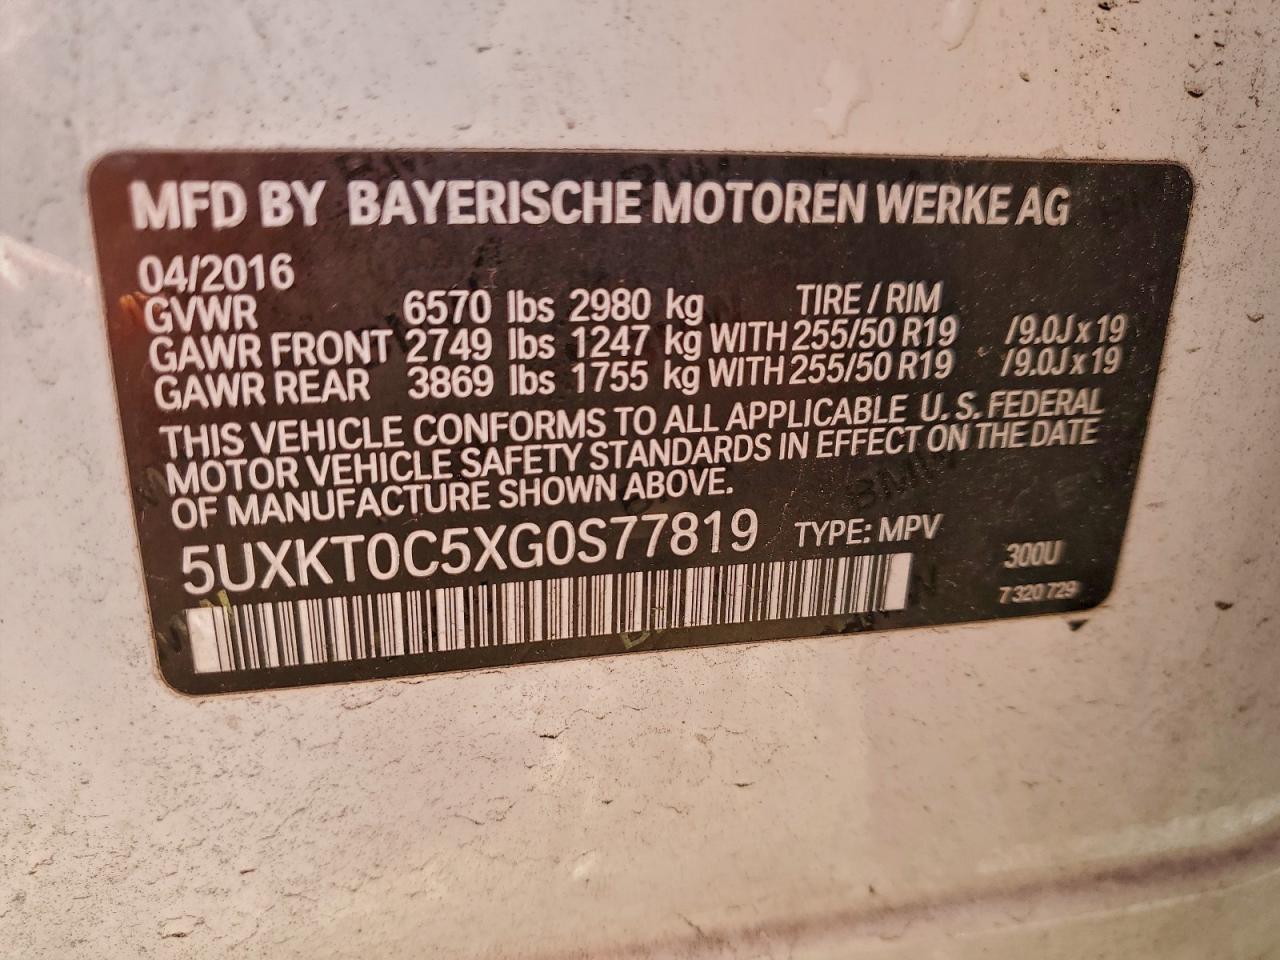 MFD BY BAYERISCHE MOTOREN WERKE AG
04/2016
GVWR 6570 lbs 2980 kg TIRE / RIM
GAWR FRONT 2749 lbs 1247 kg WITH 255/50 R19 /9.0J x 19
GAWR REAR 3869 lbs 1755 kg WITH 255/50 R19 /9.0J x 19
THIS VEHICLE CONFORMS TO ALL APPLICABLE U.S. FEDERAL
MOTOR VEHICLE SAFETY STANDARDS IN EFFECT ON THE DATE
OF MANUFACTURE SHOWN ABOVE.
5UXKT0C5XG0S77819 TYPE: MPV 300U
7 320 729